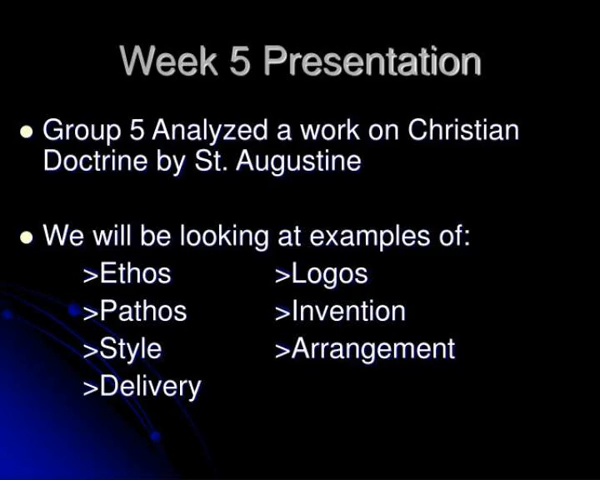 Week 5 Presentation
Group 5 Analyzed a work on Christian
Doctrine by St. Augustine
We will be looking at examples of:
>Ethos >Logos
>Pathos >Invention
>Style >Arrangement
>Delivery